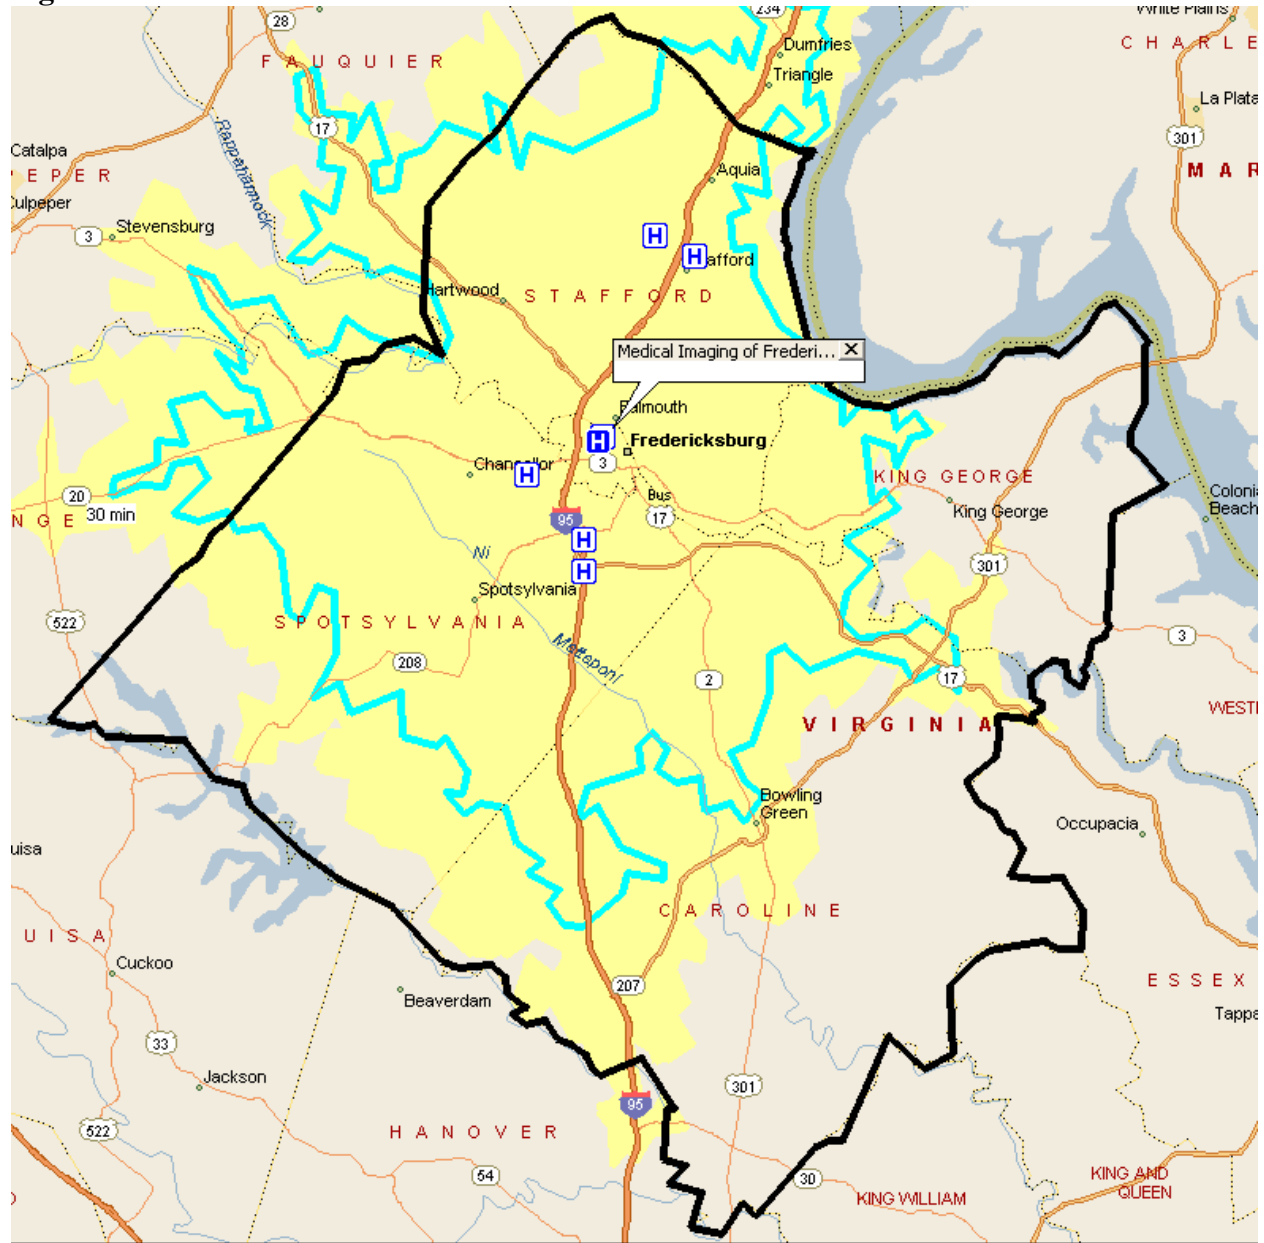 28
234
White Plains
Dumfries
CHARLE
FAUQUIER
Triangle
La Plata
17
301
Rappahannock
Catalpa
Aquia
MAR
EPER
Culpeper
Stevensburg
3
H
H
afford
Hartwood
STAFFORD
Medical Imaging of Frederi... X
Falmouth
H
Fredericksburg
Chancellor
H
3
KING GEORGE
20
30 min
Bus
17
King George
Coloni
Beach
NGE
95
H
Ni
301
H
Spotsylvania
522
SPOTSYLVANIA
3
Mattaponi
208
2
17
WESTI
VIRGINIA
Bowling
Green
Occupacia
uisa
CAROLINE
UISA
Cuckoo
207
ESSEX
Beaverdam
Tappa
33
Jackson
301
95
522
HANOVER
54
30
KING AND
QUEEN
KING WILLIAM